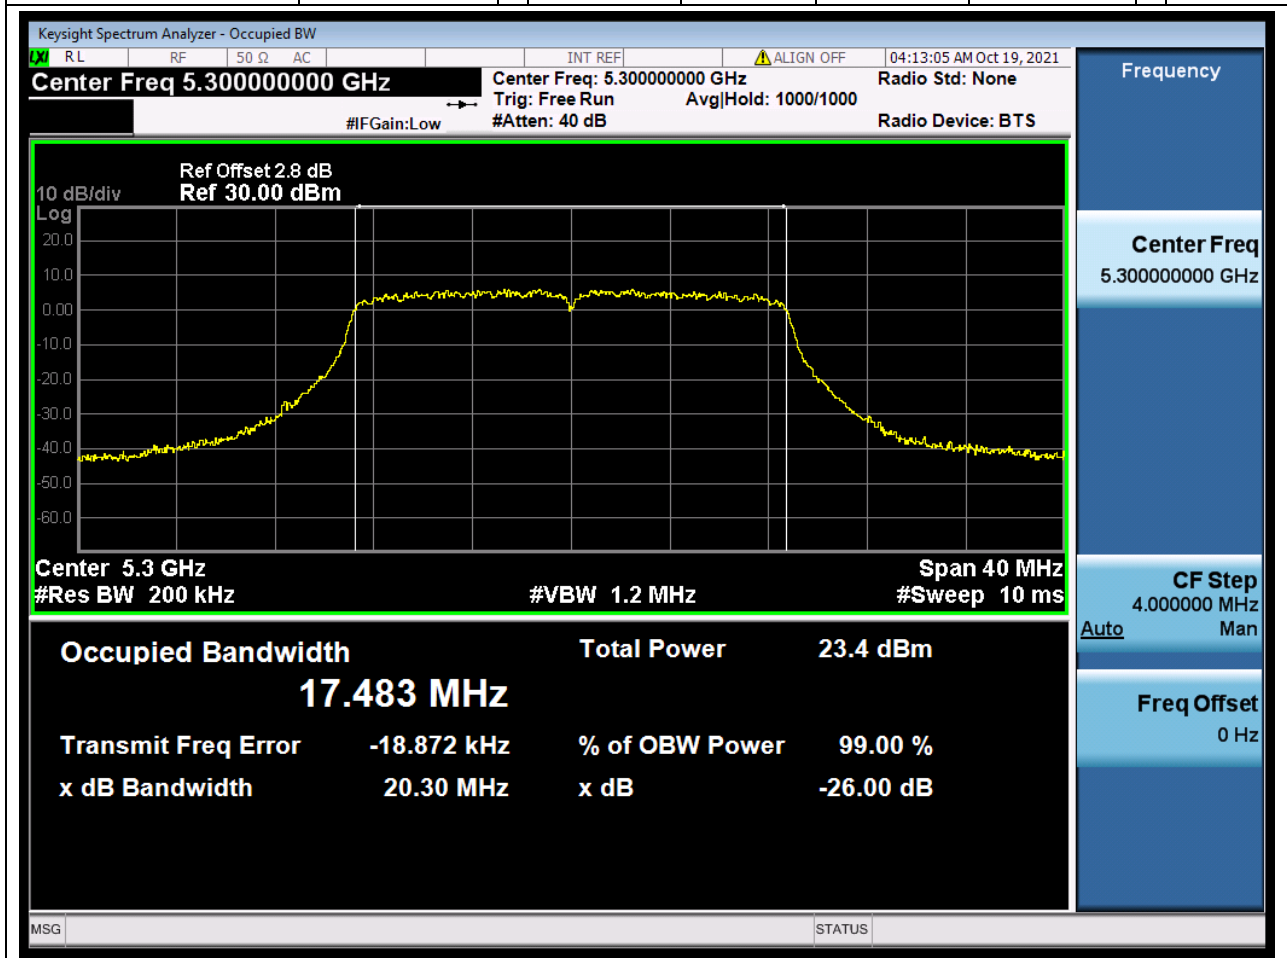 Keysight Spectrum Analyzer - Occupied BW
LXI RL RF 50 Ω AC INT REF ALIGN OFF 04:13:05 AM Oct 19, 2021
Center Freq 5.300000000 GHz
Center Freq: 5.300000000 GHz Radio Std: None
Trig: Free Run Avg|Hold: 1000/1000
#IFGain:Low #Atten: 40 dB Radio Device: BTS
Ref Offset 2.8 dB
10 dB/div Ref 30.00 dBm
Log
20.0
10.0
0.00
-10.0
-20.0
-30.0
-40.0
-50.0
-60.0
Center 5.3 GHz Span 40 MHz
#Res BW 200 kHz #VBW 1.2 MHz #Sweep 10 ms
Occupied Bandwidth Total Power 23.4 dBm
17.483 MHz
Transmit Freq Error -18.872 kHz % of OBW Power 99.00 %
x dB Bandwidth 20.30 MHz x dB -26.00 dB
MSG STATUS
Frequency
Center Freq
5.300000000 GHz
CF Step
4.000000 MHz
Auto Man
Freq Offset
0 Hz